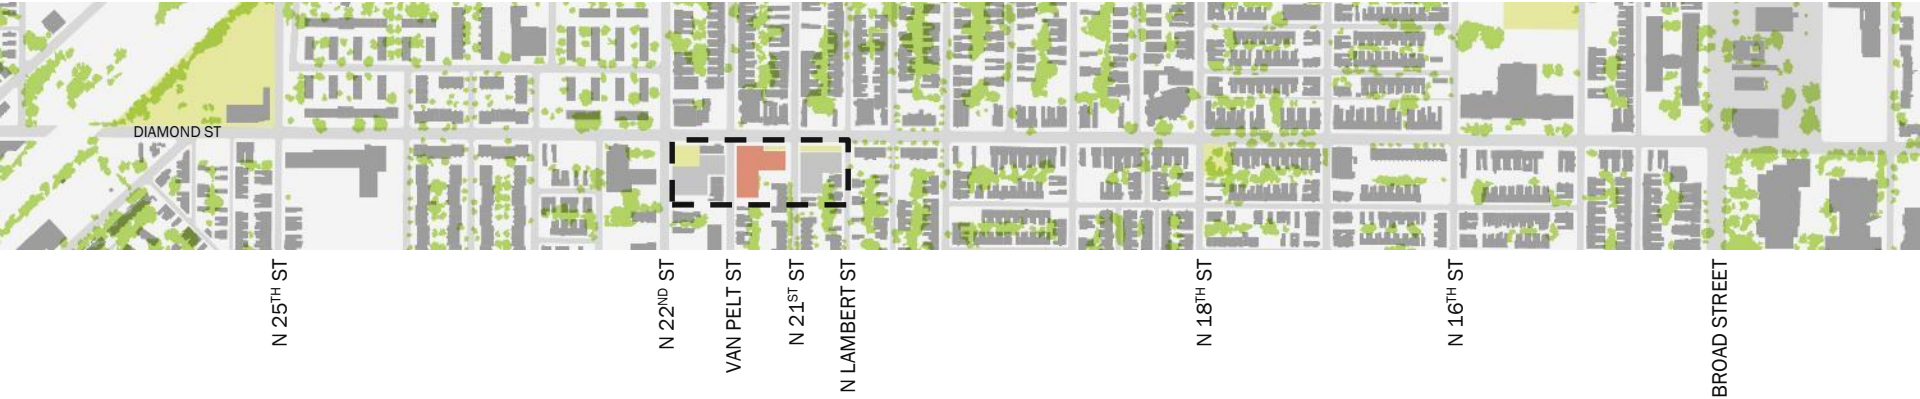 DIAMOND ST
N 25TH ST
N 22ND ST
VAN PELT ST
N 21ST ST
N LAMBERT ST
N 18TH ST
N 16TH ST
BROAD STREET